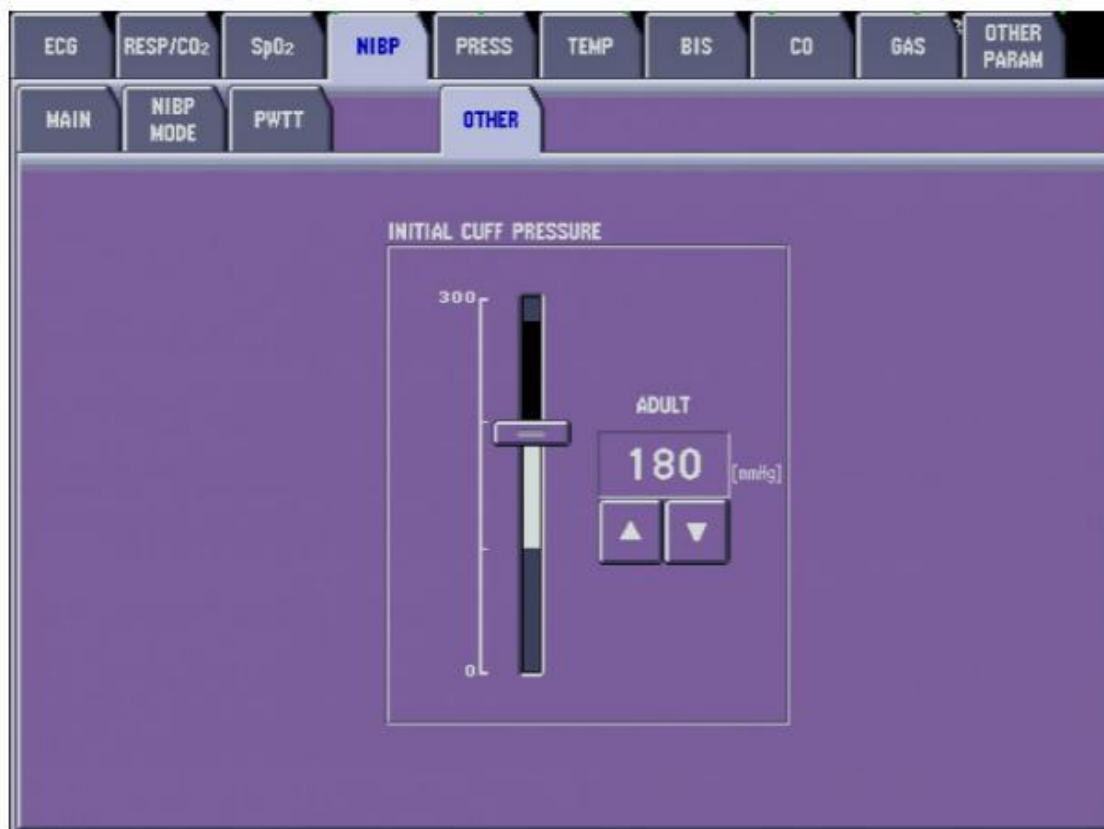 ECG RESP/CO₂ SpO₂ NIBP PRESS TEMP BIS CO GAS OTHER PARAM
MAIN NIBP MODE PWTT OTHER
INITIAL CUFF PRESSURE
300
ADULT
180 [mmHg]
0